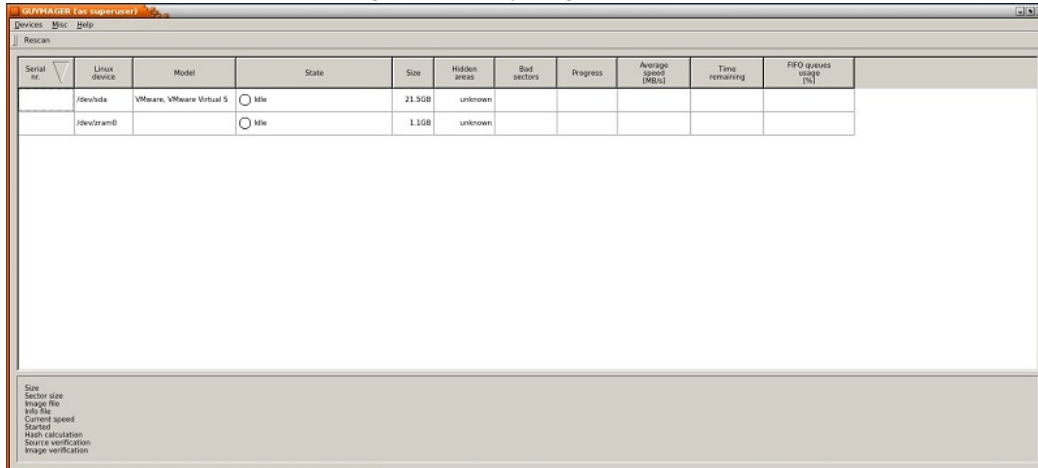 GUYMAGER (as superuser)
Devices Misc Help
Rescan
Serial nr. Linux device Model State Size Hidden areas Bad sectors Progress Average speed [MB/s] Time remaining FIFO queues usage [%]
/dev/sda VMware, VMware Virtual S Idle 21.5GB unknown
/dev/zram0 Idle 1.1GB unknown
Size
Sector size
Image file
Info file
Current speed
Started
Hash calculation
Source verification
Image verification